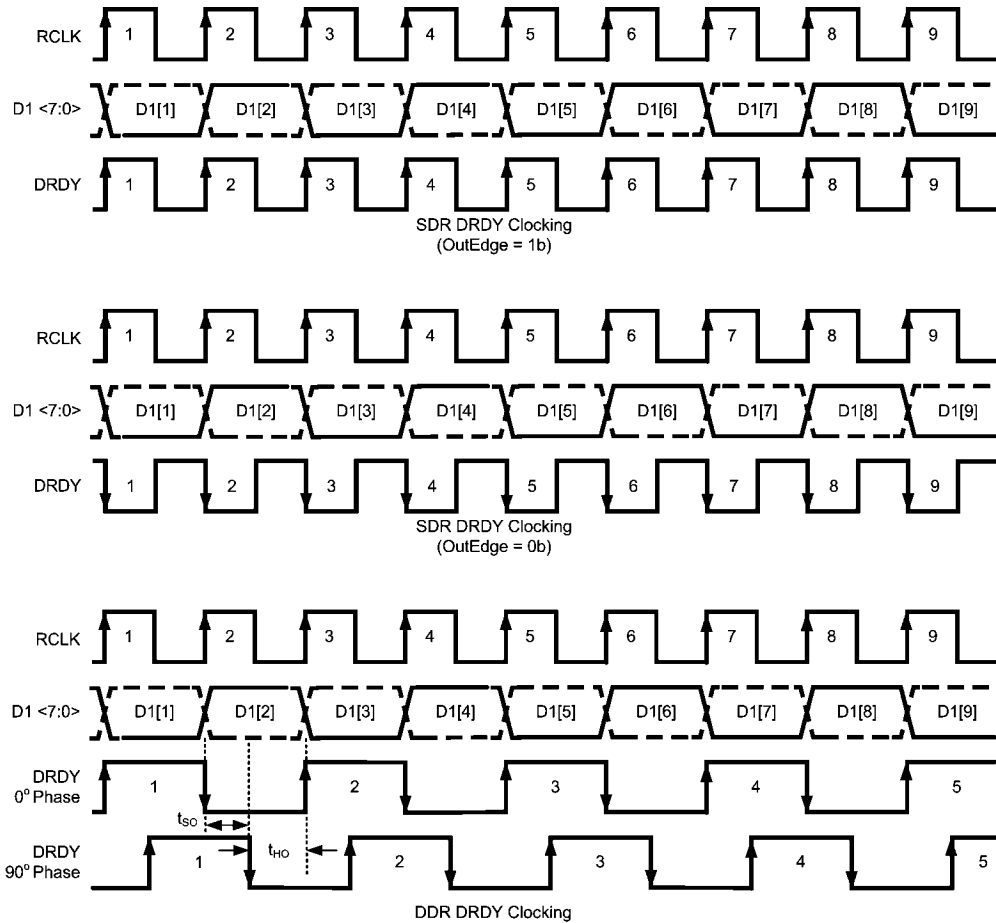 RCLK 1 2 3 4 5 6 7 8 9
D1 <7:0> D1[1] D1[2] D1[3] D1[4] D1[5] D1[6] D1[7] D1[8] D1[9]
DRDY 1 2 3 4 5 6 7 8 9
SDR DRDY Clocking
(OutEdge = 1b)
RCLK 1 2 3 4 5 6 7 8 9
D1 <7:0> D1[1] D1[2] D1[3] D1[4] D1[5] D1[6] D1[7] D1[8] D1[9]
DRDY 1 2 3 4 5 6 7 8 9
SDR DRDY Clocking
(OutEdge = 0b)
RCLK 1 2 3 4 5 6 7 8 9
D1 <7:0> D1[1] D1[2] D1[3] D1[4] D1[5] D1[6] D1[7] D1[8] D1[9]
DRDY
0° Phase 1 2 3 4 5
tSO
tHO
DRDY
90° Phase 1 2 3 4 5
DDR DRDY Clocking